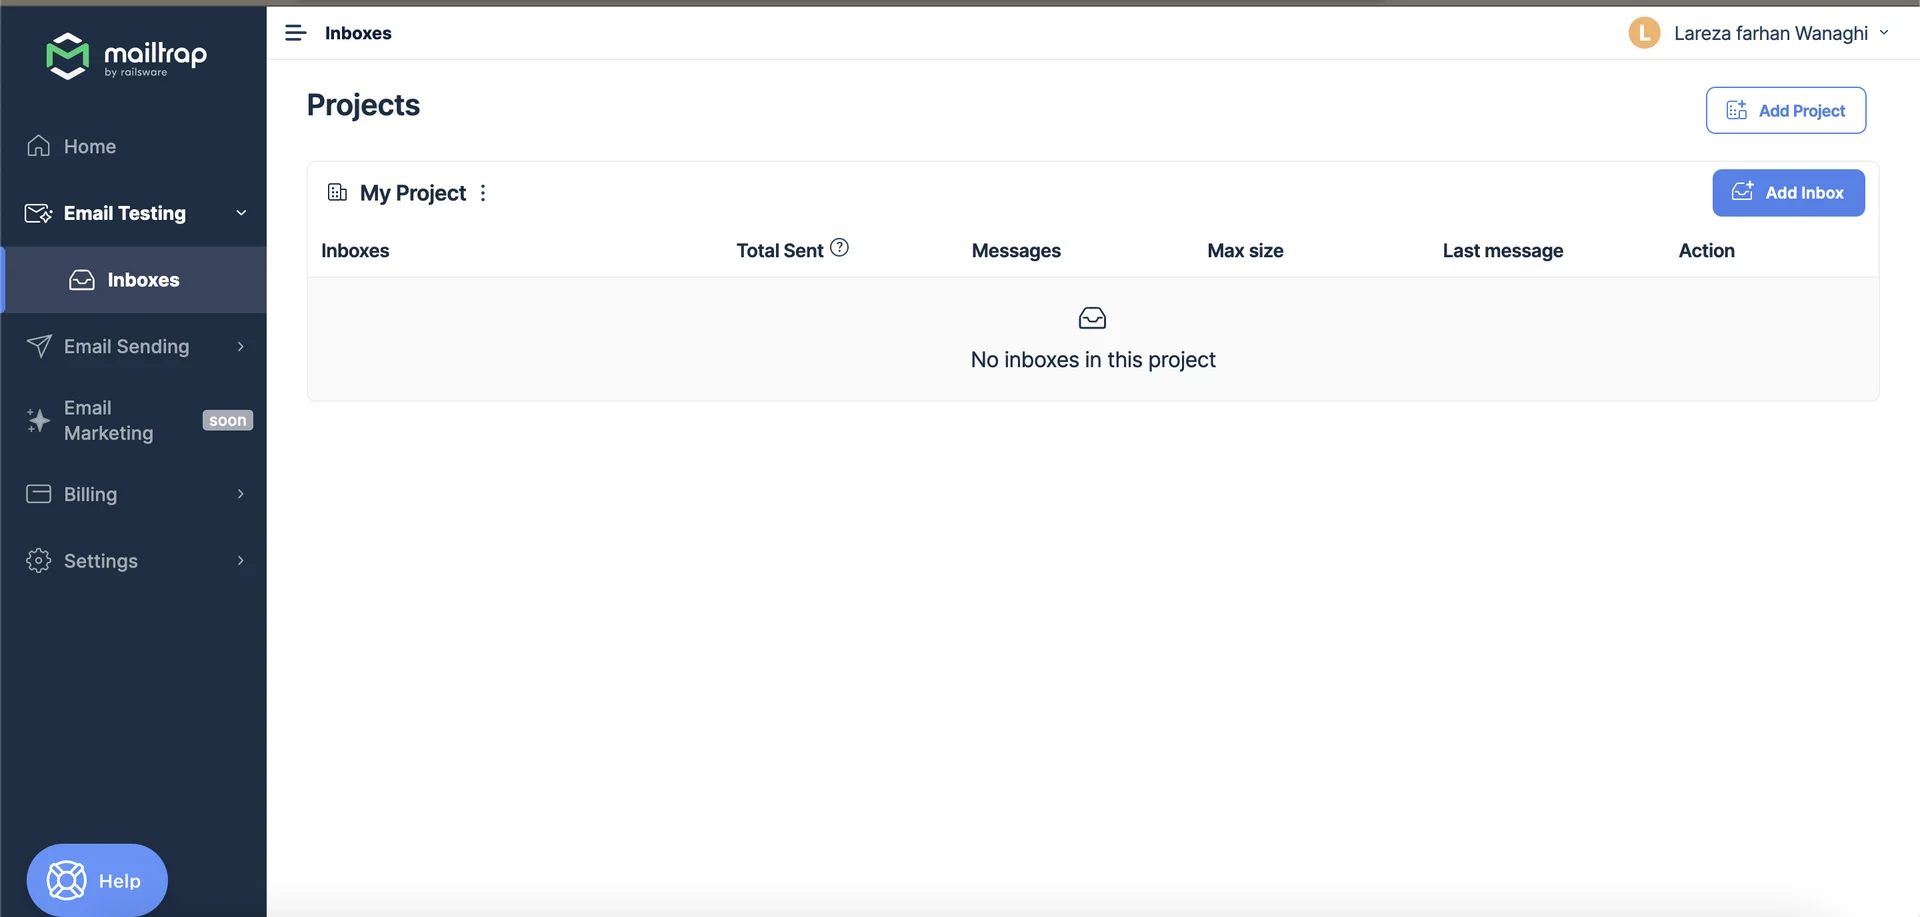 mailtrap
by railsware
Inboxes
L Lareza farhan Wanaghi
Home
Email Testing
Inboxes
Email Sending
Email
Marketing
soon
Billing
Settings
Help
Projects
Add Project
My Project
Add Inbox
Inboxes Total Sent ? Messages Max size Last message Action
No inboxes in this project